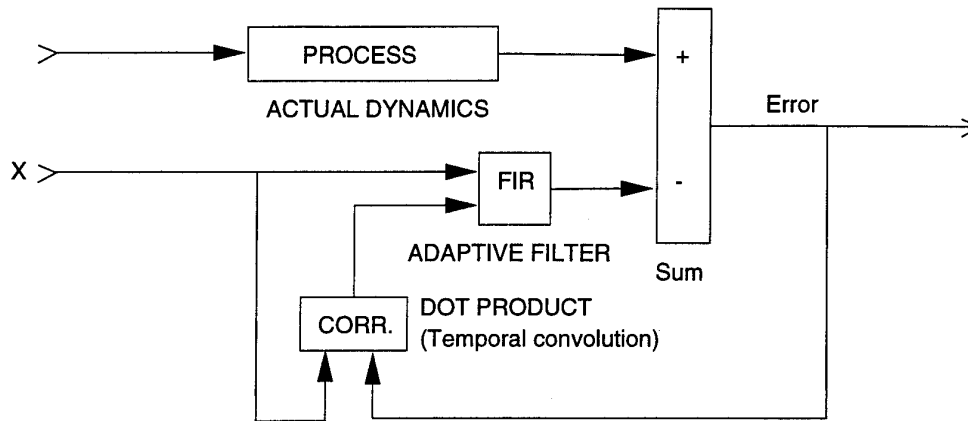 PROCESS
+
ACTUAL DYNAMICS
Error
X
FIR
-
ADAPTIVE FILTER
Sum
CORR.
DOT PRODUCT
(Temporal convolution)